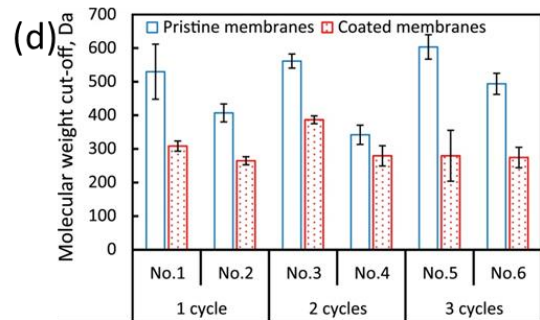 (d)
Molecular weight cut-off, Da
700
600
500
400
300
200
100
0
Pristine membranes Coated membranes
No.1 No.2 No.3 No.4 No.5 No.6
1 cycle 2 cycles 3 cycles